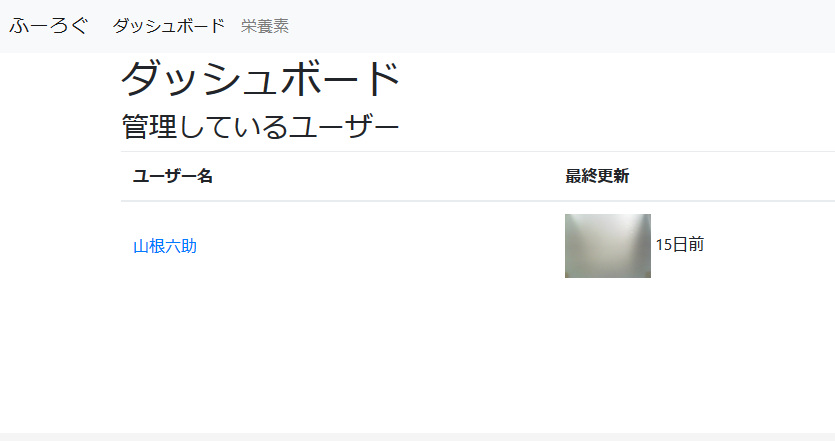 ふーろぐ ダッシュボード 栄養素
ダッシュボード
管理しているユーザー
ユーザー名 最終更新
山根六助 15日前